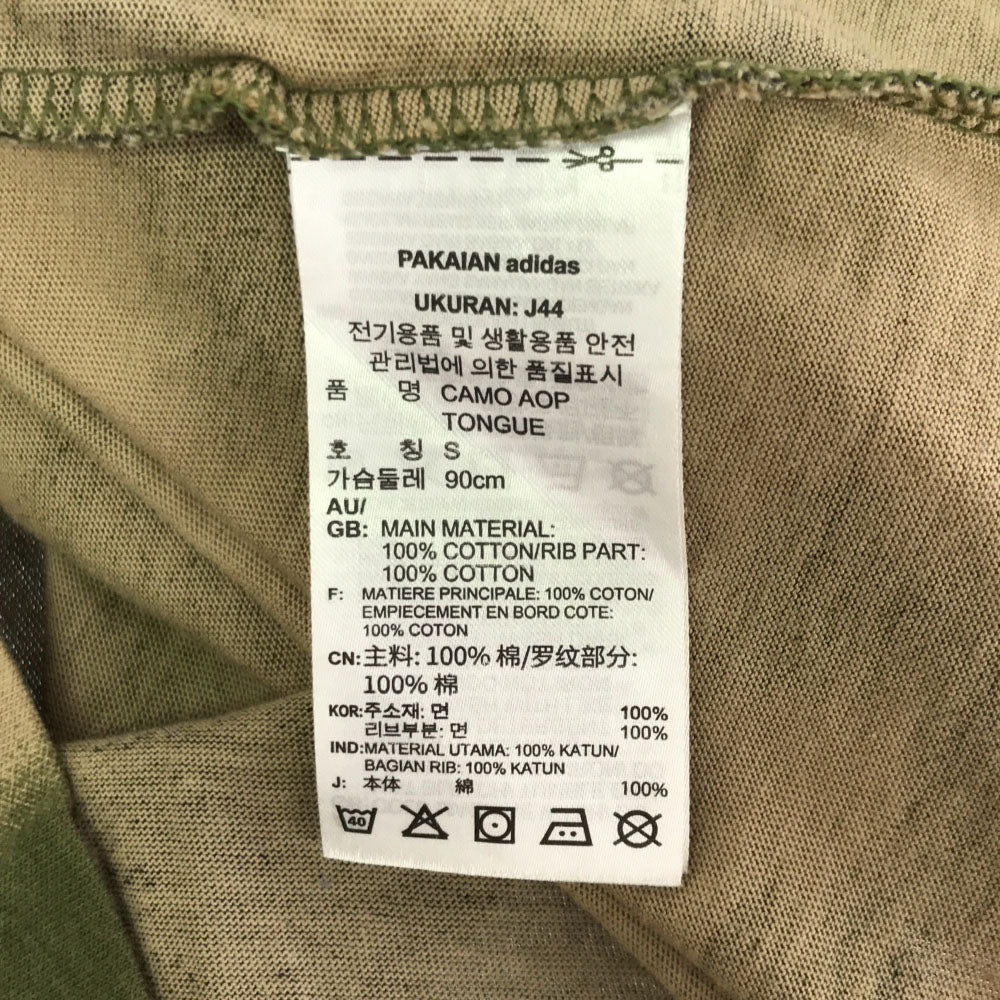 PAKAIAN adidas
UKURAN: J44
전기용품 및 생활용품 안전
관리법에 의한 품질표시
품 명 CAMO AOP
TONGUE
호 칭 S
가슴둘레 90cm
AU/
GB: MAIN MATERIAL:
100% COTTON/RIB PART:
100% COTTON
F: MATIERE PRINCIPALE: 100% COTON/
EMPIECEMENT EN BORD COTE:
100% COTON
CN:主料: 100% 棉/罗纹部分:
100% 棉
KOR:주소재: 면 100%
리브부분: 면 100%
IND:MATERIAL UTAMA: 100% KATUN/
BAGIAN RIB: 100% KATUN
J: 本体 綿 100%
40